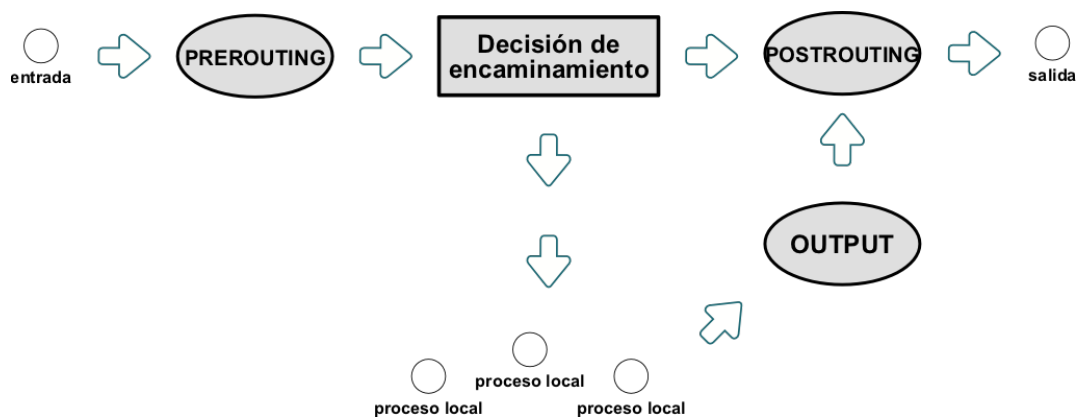 entrada
PREROUTING
Decisión de
encaminamiento
POSTROUTING
salida
OUTPUT
proceso local
proceso local
proceso local